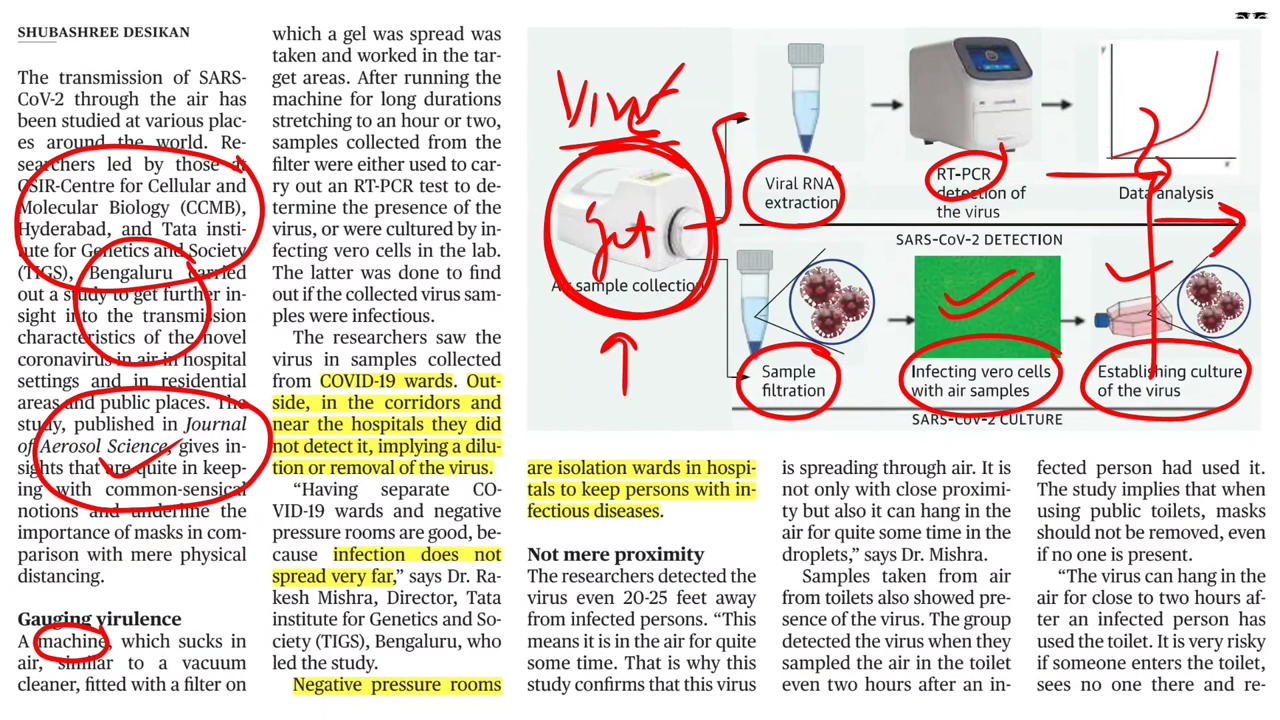 SHUBASHREE DESIKAN
The transmission of SARS-
CoV-2 through the air has
been studied at various plac-
es around the world. Re-
searchers led by those at
CSIR-Centre for Cellular and
Molecular Biology (CCMB),
Hyderabad, and Tata insti-
tute for Genetics and Society
(TIGS), Bengaluru carried
out a study to get further in-
sight into the transmission
characteristics of the novel
coronavirus in air in hospital
settings and in residential
areas and public places. The
study, published in Journal
of Aerosol Science, gives in-
sights that are quite in keep-
ing with common-sensical
notions and underline the
importance of masks in com-
parison with mere physical
distancing.
Gauging virulence
A machine, which sucks in
air, similar to a vacuum
cleaner, fitted with a filter on
which a gel was spread was
taken and worked in the tar-
get areas. After running the
machine for long durations
stretching to an hour or two,
samples collected from the
filter were either used to car-
ry out an RT-PCR test to de-
termine the presence of the
virus, or were cultured by in-
fecting vero cells in the lab.
The latter was done to find
out if the collected virus sam-
ples were infectious.
The researchers saw the
virus in samples collected
from COVID-19 wards. Out-
side, in the corridors and
near the hospitals they did
not detect it, implying a dilu-
tion or removal of the virus.
“Having separate CO-
VID-19 wards and negative
pressure rooms are good, be-
cause infection does not
spread very far,” says Dr. Ra-
kesh Mishra, Director, Tata
institute for Genetics and So-
ciety (TIGS), Bengaluru, who
led the study.
Negative pressure rooms
Air sample collection
Viral RNA
extraction
RT-PCR
detection of
the virus
Data analysis
SARS-CoV-2 DETECTION
Sample
filtration
Infecting vero cells
with air samples
Establishing culture
of the virus
SARS-CoV-2 CULTURE
are isolation wards in hospi-
tals to keep persons with in-
fectious diseases.
Not mere proximity
The researchers detected the
virus even 20-25 feet away
from infected persons. “This
means it is in the air for quite
some time. That is why this
study confirms that this virus
is spreading through air. It is
not only with close proximi-
ty but also it can hang in the
air for quite some time in the
droplets,” says Dr. Mishra.
Samples taken from air
from toilets also showed pre-
sence of the virus. The group
detected the virus when they
sampled the air in the toilet
even two hours after an in-
fected person had used it.
The study implies that when
using public toilets, masks
should not be removed, even
if no one is present.
“The virus can hang in the
air for close to two hours af-
ter an infected person has
used the toilet. It is very risky
if someone enters the toilet,
sees no one there and re-